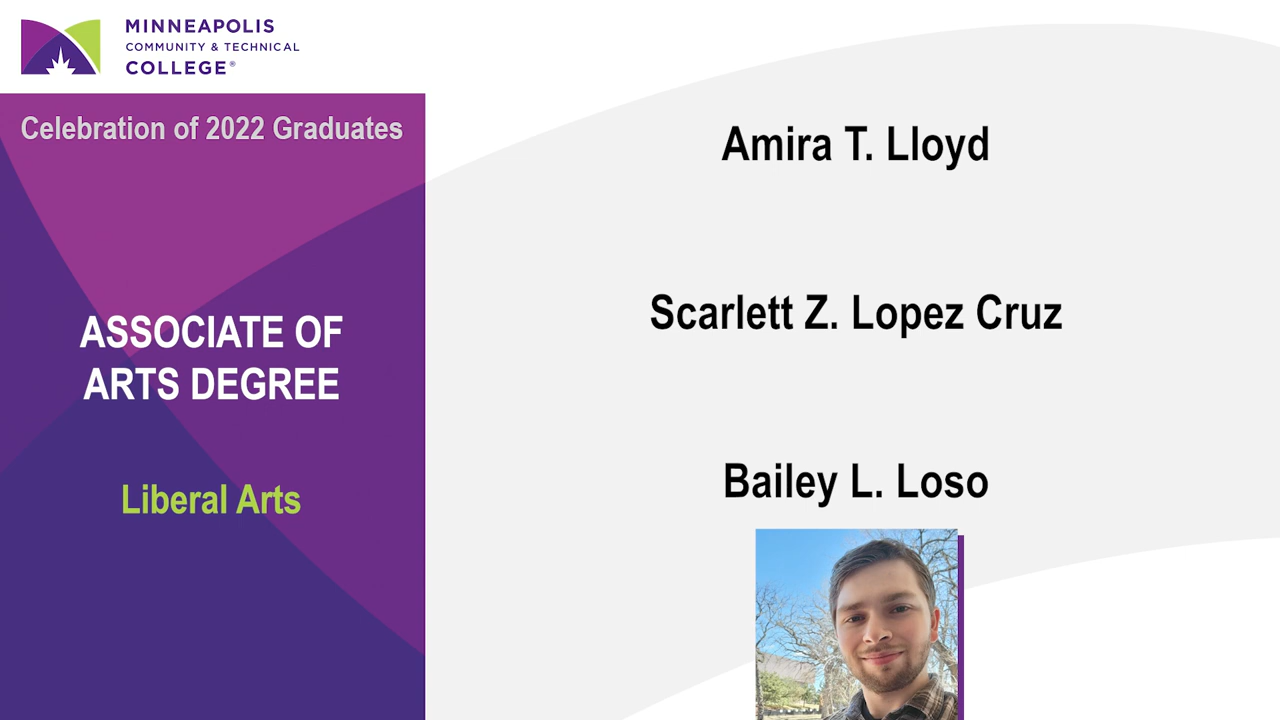 MINNEAPOLIS
COMMUNITY & TECHNICAL
COLLEGE®
Celebration of 2022 Graduates
ASSOCIATE OF
ARTS DEGREE
Liberal Arts
Amira T. Lloyd
Scarlett Z. Lopez Cruz
Bailey L. Loso